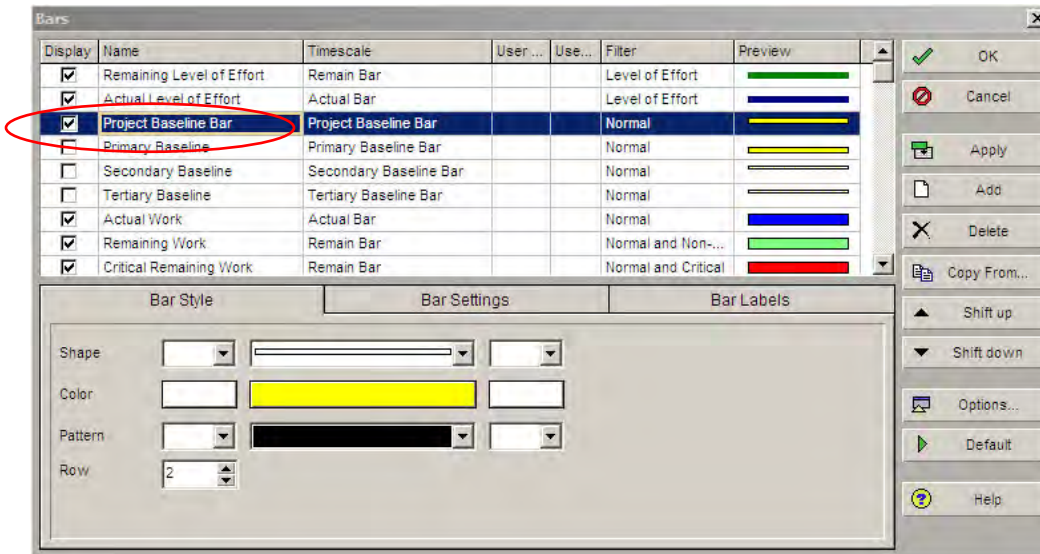 Bars
Display Name Timescale User ... Use... Filter Preview
Remaining Level of Effort Remain Bar Level of Effort
Actual Level of Effort Actual Bar Level of Effort
Project Baseline Bar Project Baseline Bar Normal
Primary Baseline Primary Baseline Bar Normal
Secondary Baseline Secondary Baseline Bar Normal
Tertiary Baseline Tertiary Baseline Bar Normal
Actual Work Actual Bar Normal
Remaining Work Remain Bar Normal and Non-...
Critical Remaining Work Remain Bar Normal and Critical
Bar Style Bar Settings Bar Labels
Shape
Color
Pattern
Row 2
OK
Cancel
Apply
Add
Delete
Copy From...
Shift up
Shift down
Options...
Default
Help